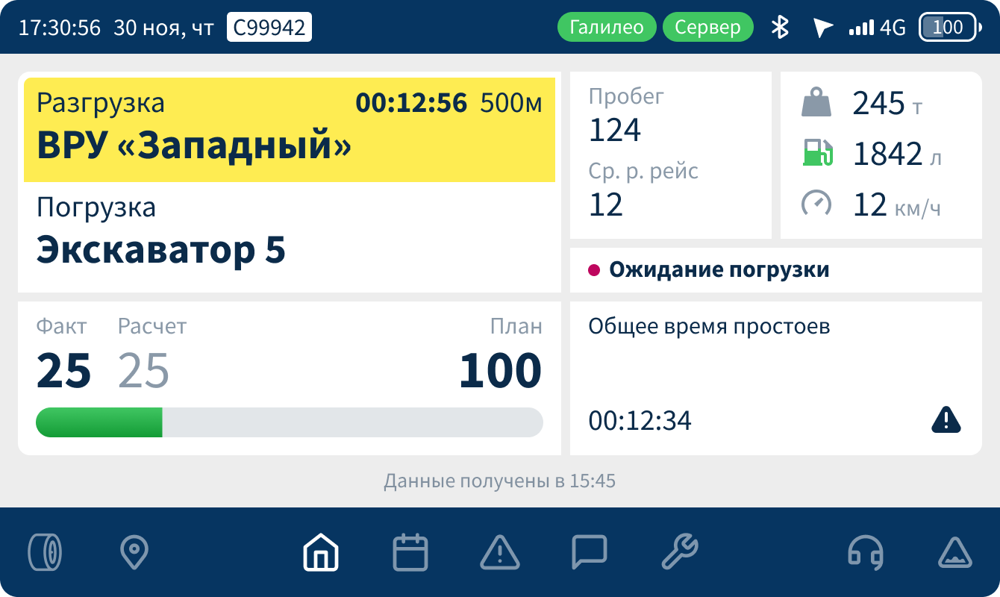 17:30:56 30 ноя, чт С99942 Галилео Сервер 4G 100
Разгрузка 00:12:56 500м
ВРУ «Западный»
Погрузка
Экскаватор 5
Пробег
124
Ср. р. рейс
12
245 т
1842 л
12 км/ч
Ожидание погрузки
Факт Расчет План
25 25 100
Общее время простоев
00:12:34
Данные получены в 15:45